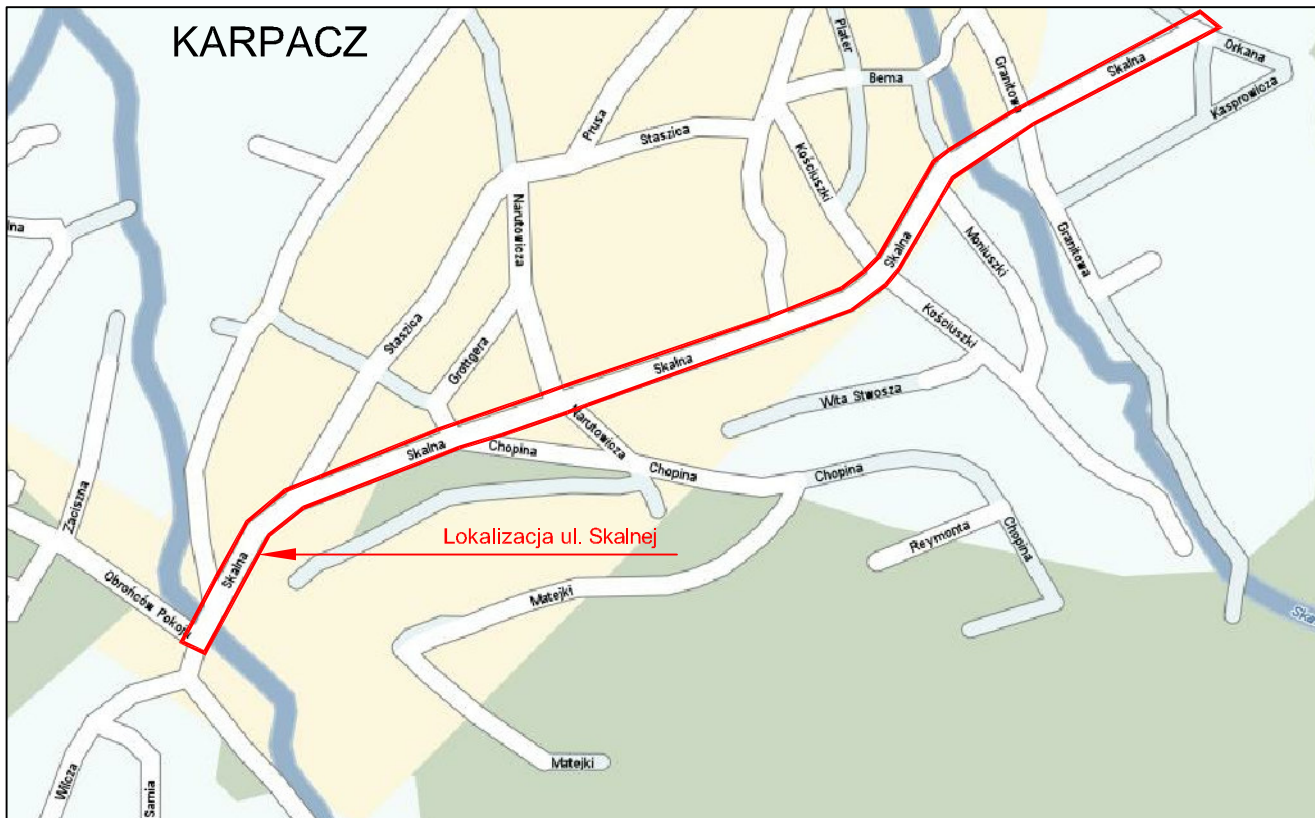 KARPACZ
Plater
Bema
Granitowa
Skalna
Orkana
Kasprowicza
Prusa
Staszica
Kościuszki
Narutowicza
lna
Skalna
Moniuszki
Granitowa
Staszica
Grottgera
Kościuszki
Skalna
Wita Stwosza
Narutowicza
Skalna
Chopina
Chopina
Chopina
Zaciszna
Lokalizacja ul. Skalnej
Reymonta
Chopina
Skalna
Obrońców Pokoju
Matejki
Ska
Matejki
Wilcza
Sarnia